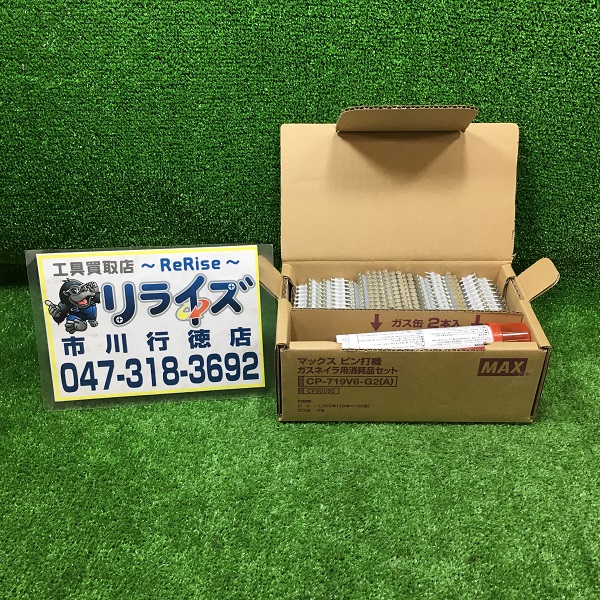 工具買取店 ~ ReRise ~
リライズ
市川行徳店
047-318-3692
ガス缶 2本入
マックス ピン打機
ガスネイラ用消耗品セット
CP-719V6-G2(A)
MAX